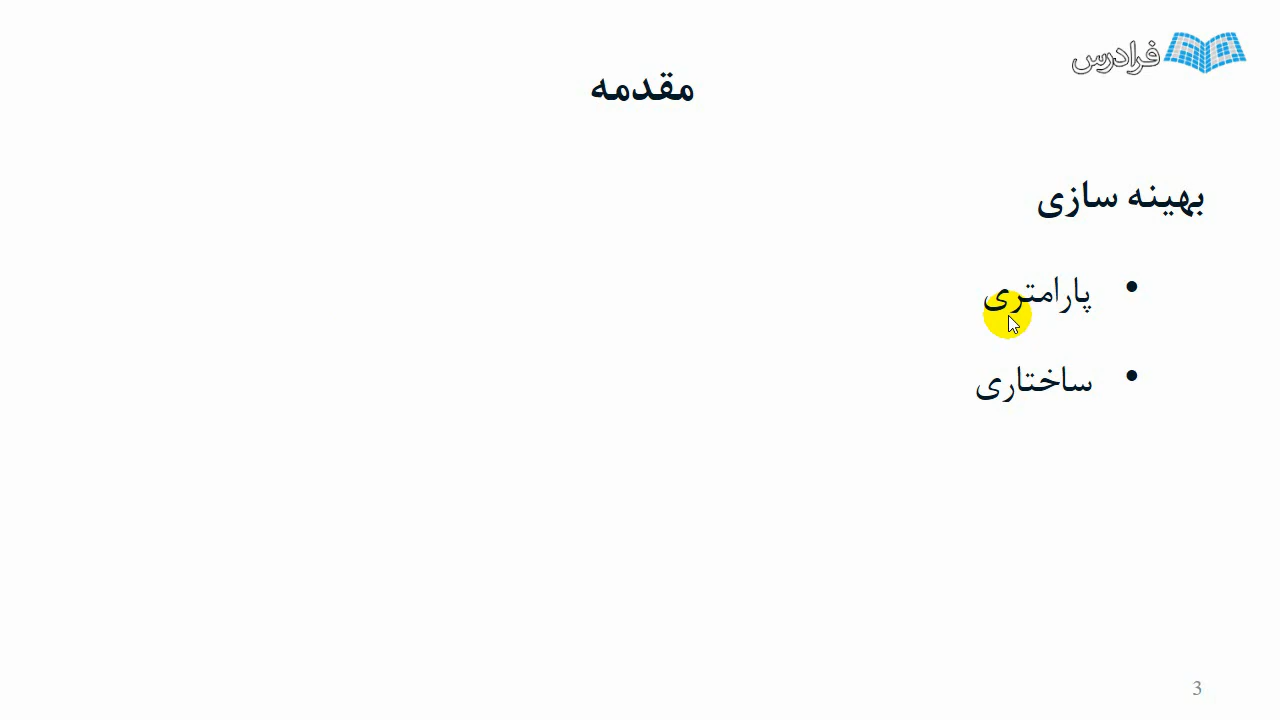 فرادرس
مقدمه
بهینه سازی
• پارامتری
• ساختاری
3